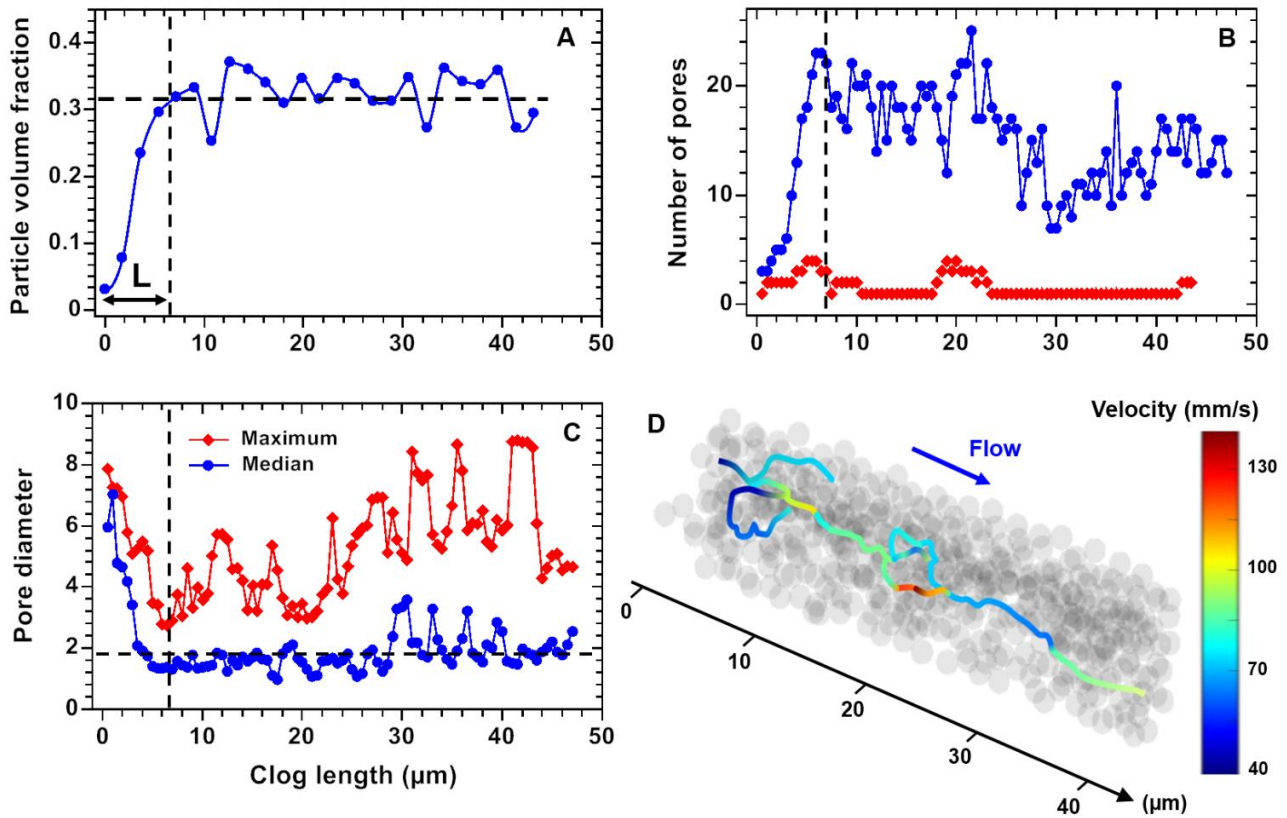 A
Particle volume fraction
0.4
0.3
0.2
0.1
0
L
0 10 20 30 40 50
B
Number of pores
20
10
0
0 10 20 30 40 50
C
Pore diameter
10
8
6
4
2
0
Maximum
Median
0 10 20 30 40 50
Clog length (μm)
D
Flow
Velocity (mm/s)
130
100
70
40
0
10
20
30
40
(μm)